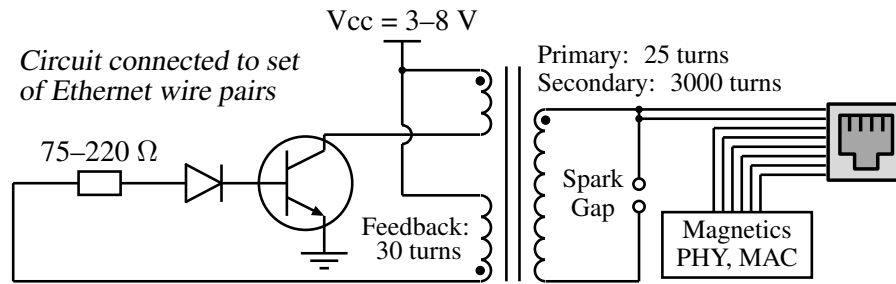 Vcc = 3–8 V
Circuit connected to set
of Ethernet wire pairs
Primary: 25 turns
Secondary: 3000 turns
75–220 Ω
Spark
Gap
Feedback:
30 turns
Magnetics
PHY, MAC